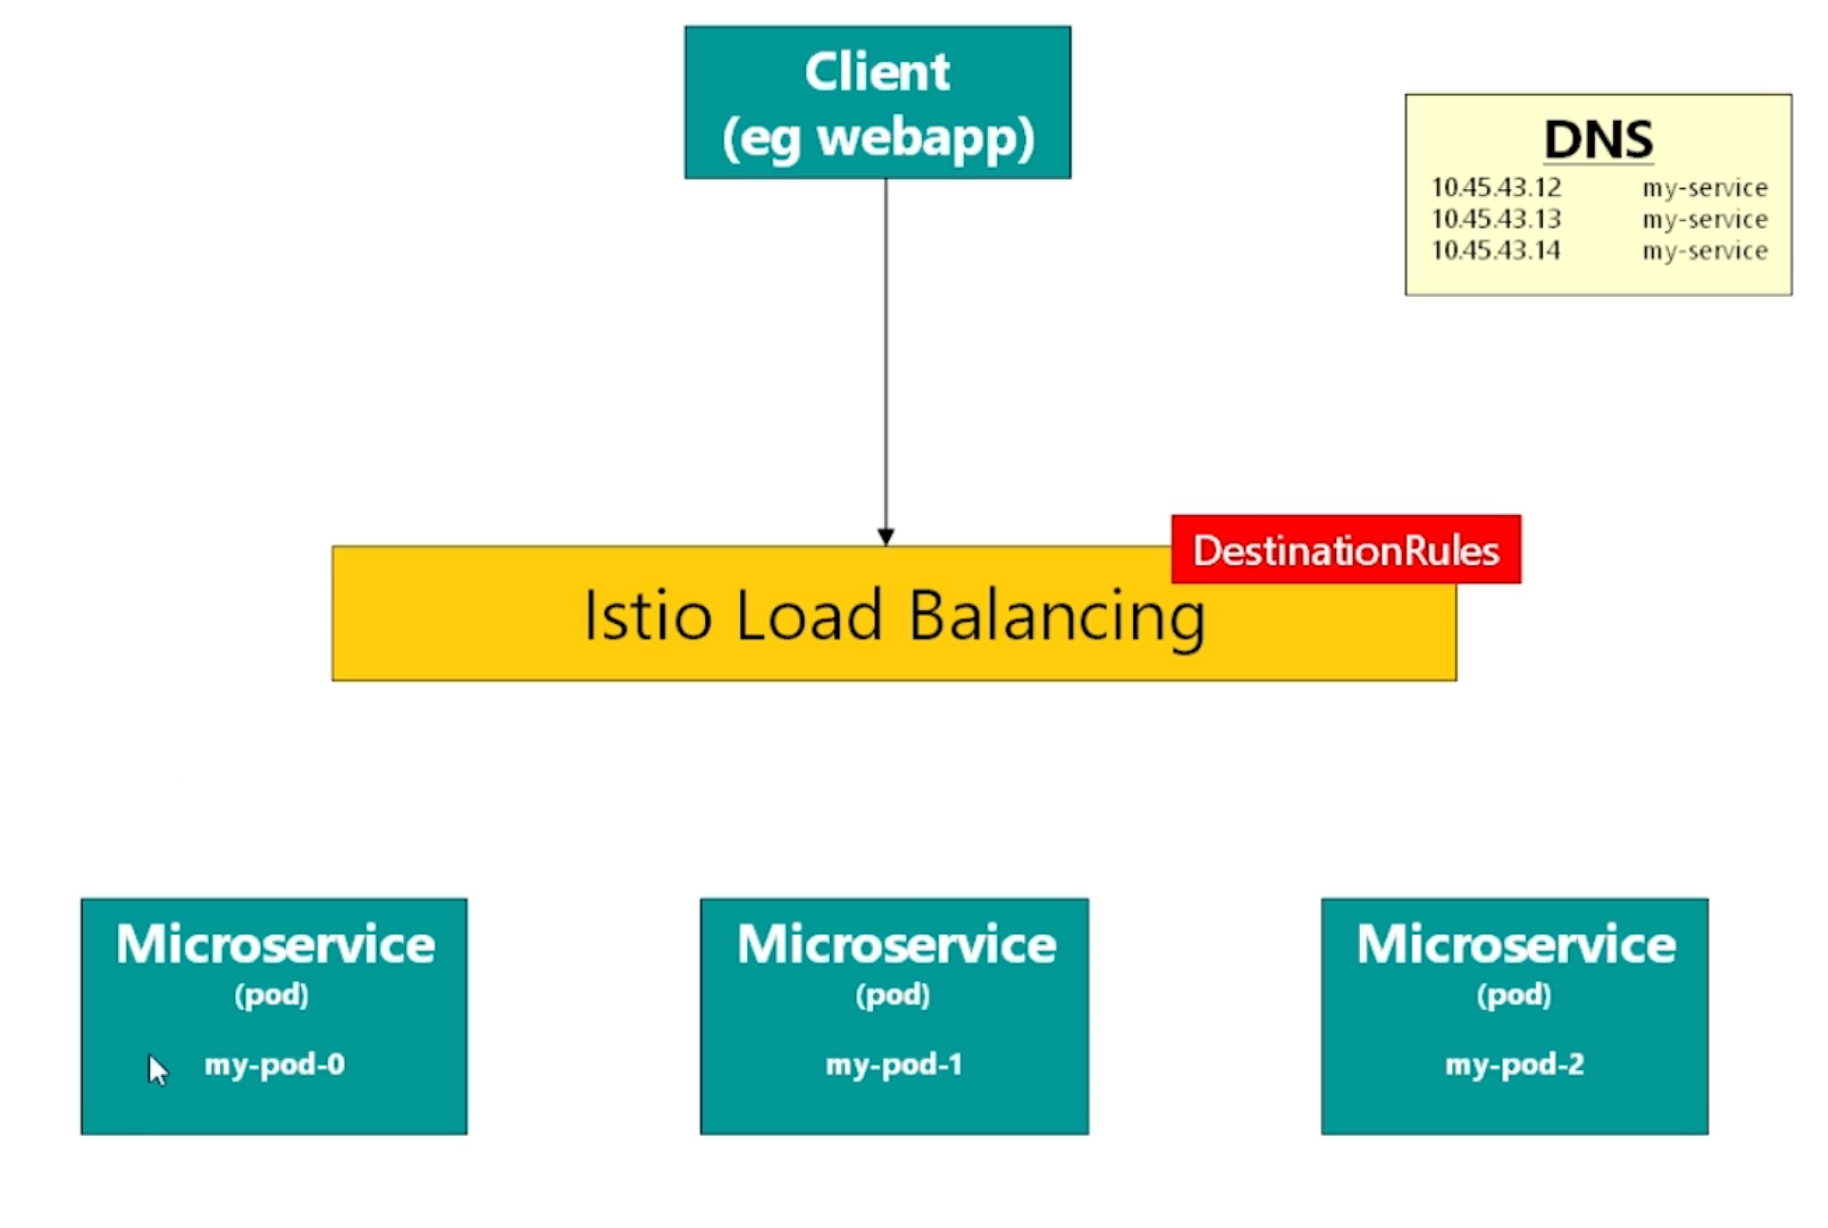 Client
(eg webapp)
DNS
10.45.43.12 my-service
10.45.43.13 my-service
10.45.43.14 my-service
DestinationRules
Istio Load Balancing
Microservice
(pod)
my-pod-0
Microservice
(pod)
my-pod-1
Microservice
(pod)
my-pod-2